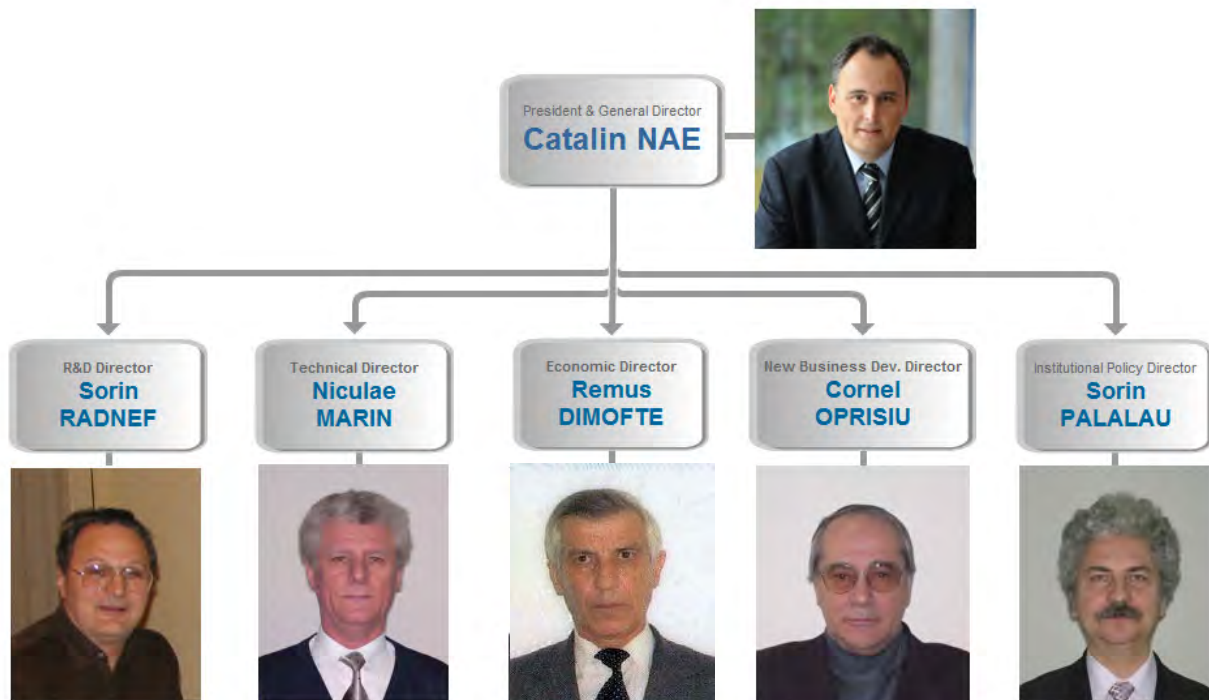 President & General Director
Catalin NAE
R&D Director
Sorin
RADNEF
Technical Director
Niculae
MARIN
Economic Director
Remus
DIMOFTE
New Business Dev. Director
Cornel
OPRISIU
Institutional Policy Director
Sorin
PALALAU